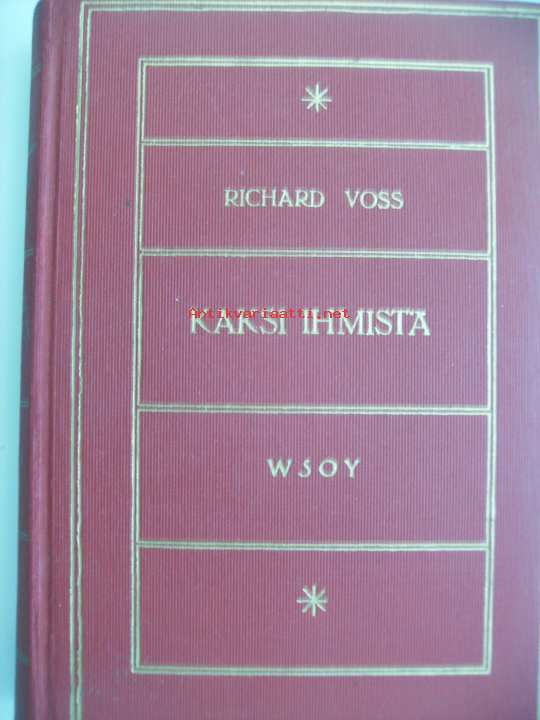 RICHARD VOSS
Antikvariaatti.net
KAKSI IHMISTÄ
WSOY